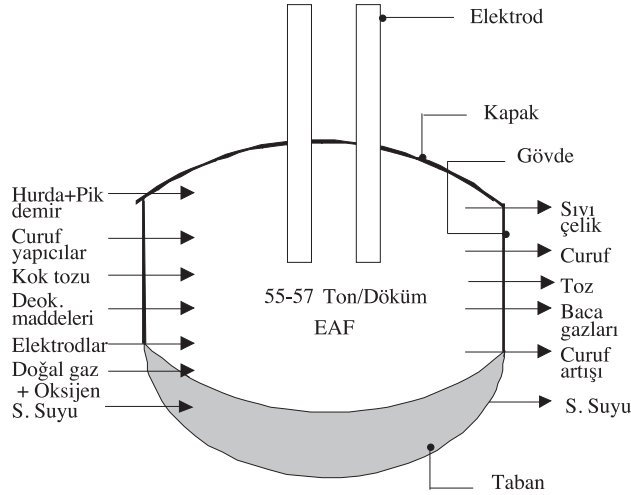 Elektrod
Kapak
Gövde
Hurda+Pik
demir
Curuf
yapıcılar
Kok tozu
Deok.
maddeleri
Elektrodlar
Doğal gaz
+ Oksijen
S. Suyu
55-57 Ton/Döküm
EAF
Sıvı
çelik
Curuf
Toz
Baca
gazları
Curuf
artışı
S. Suyu
Taban